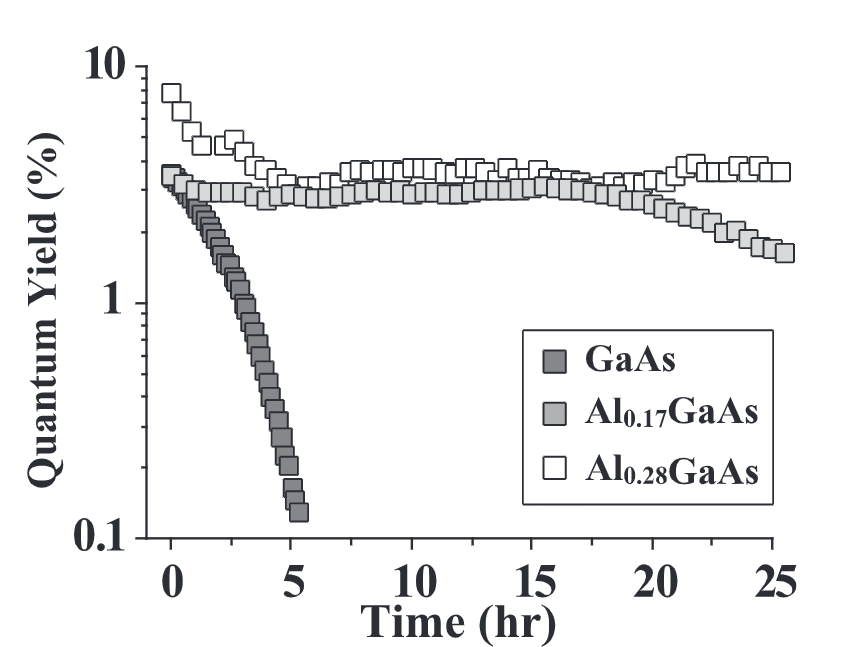 10
1
0.1
Quantum Yield (%)
GaAs
Al0.17GaAs
Al0.28GaAs
0 5 10 15 20 25
Time (hr)